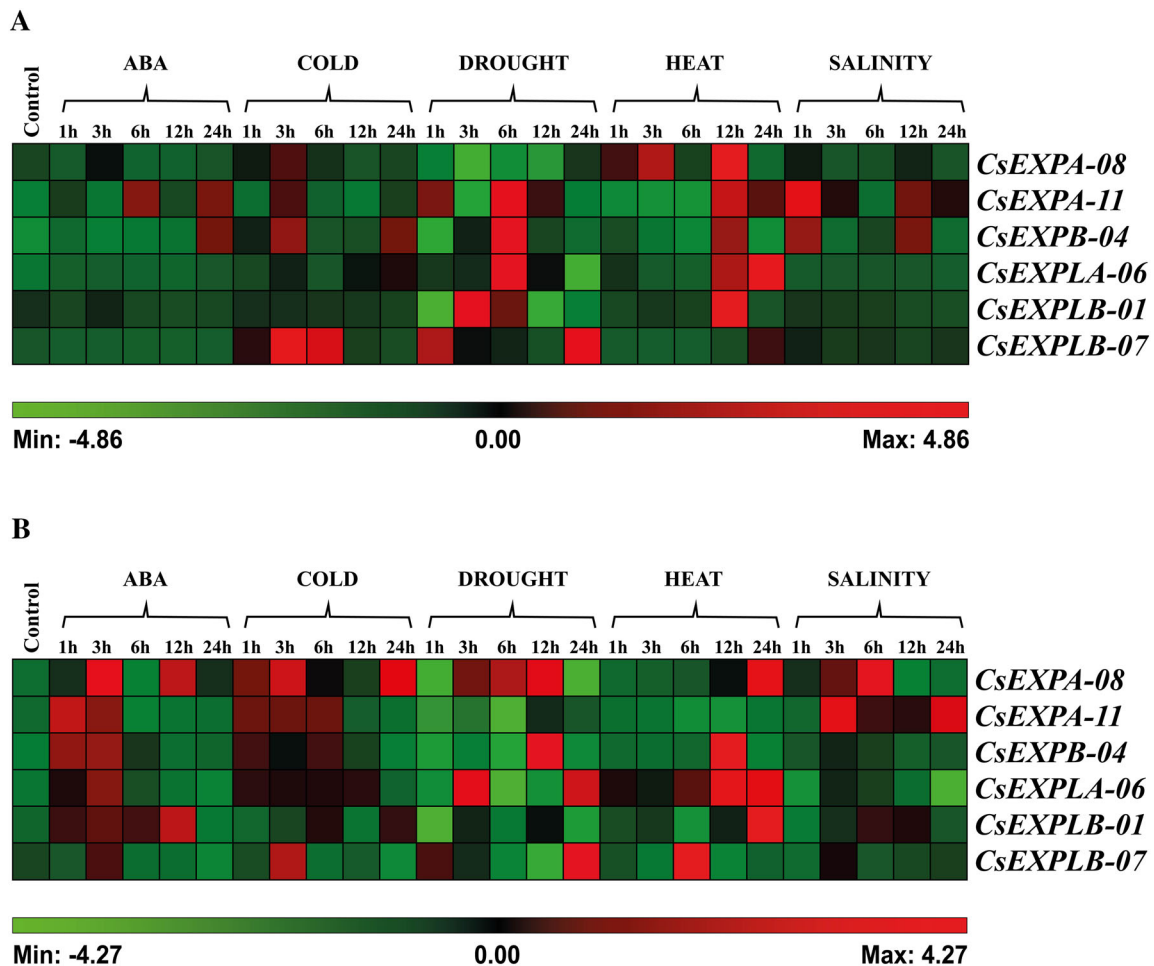 A
Control ABA COLD DROUGHT HEAT SALINITY
1h 3h 6h 12h 24h 1h 3h 6h 12h 24h 1h 3h 6h 12h 24h 1h 3h 6h 12h 24h 1h 3h 6h 12h 24h
CsEXPA-08
CsEXPA-11
CsEXPB-04
CsEXPLA-06
CsEXPLB-01
CsEXPLB-07
Min: -4.86 0.00 Max: 4.86
B
Control ABA COLD DROUGHT HEAT SALINITY
1h 3h 6h 12h 24h 1h 3h 6h 12h 24h 1h 3h 6h 12h 24h 1h 3h 6h 12h 24h 1h 3h 6h 12h 24h
CsEXPA-08
CsEXPA-11
CsEXPB-04
CsEXPLA-06
CsEXPLB-01
CsEXPLB-07
Min: -4.27 0.00 Max: 4.27